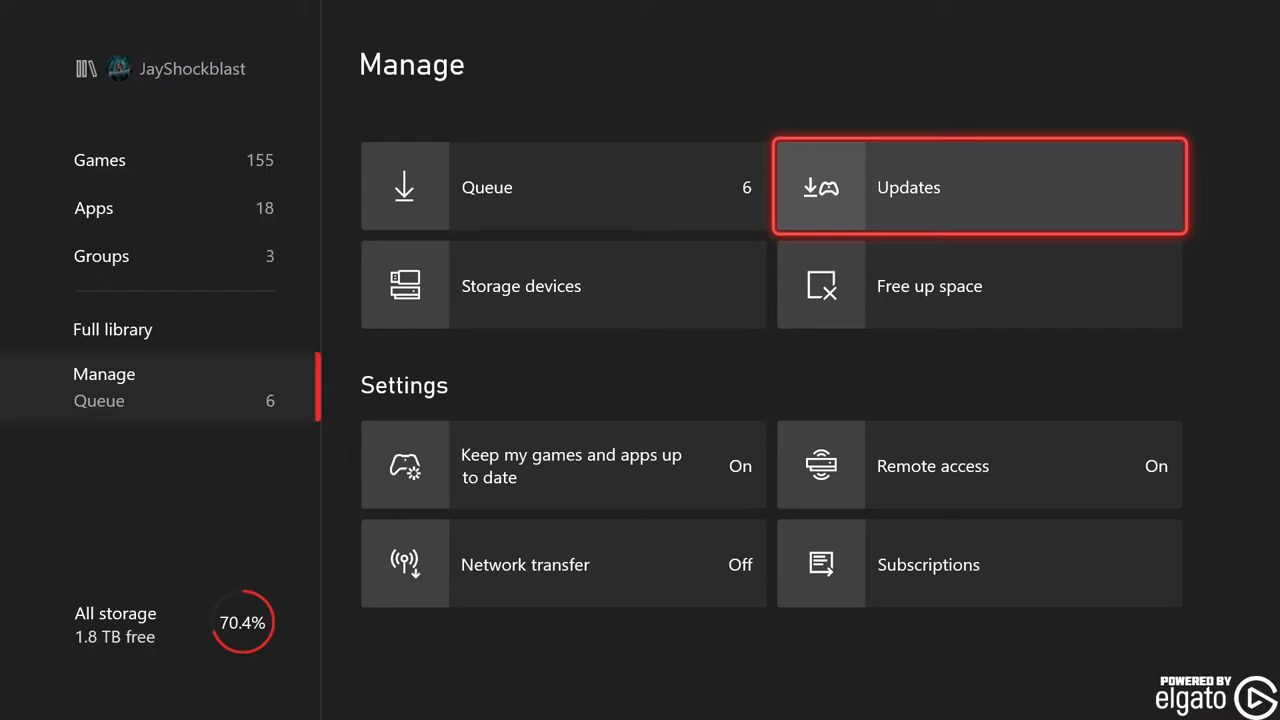 JayShockblast
Games 155
Apps 18
Groups 3
Full library
Manage
Queue 6
All storage
1.8 TB free
70.4%
Manage
Queue 6
Updates
Storage devices
Free up space
Settings
Keep my games and apps up
to date
On
Remote access On
Network transfer Off
Subscriptions
POWERED BY
elgato